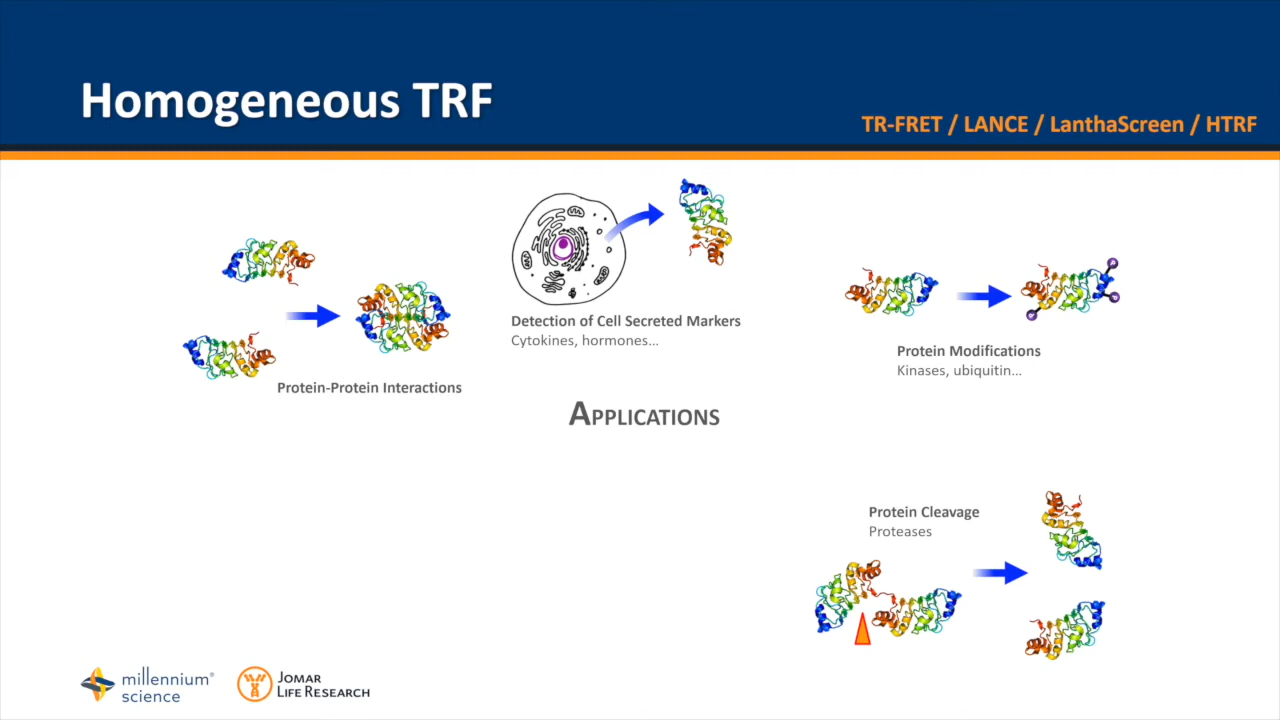 Homogeneous TRF
TR-FRET / LANCE / LanthaScreen / HTRF
Detection of Cell Secreted Markers
Cytokines, hormones...
Protein Modifications
Kinases, ubiquitin...
Protein-Protein Interactions
APPLICATIONS
Protein Cleavage
Proteases
millennium®
science
JOMAR
LIFE RESEARCH